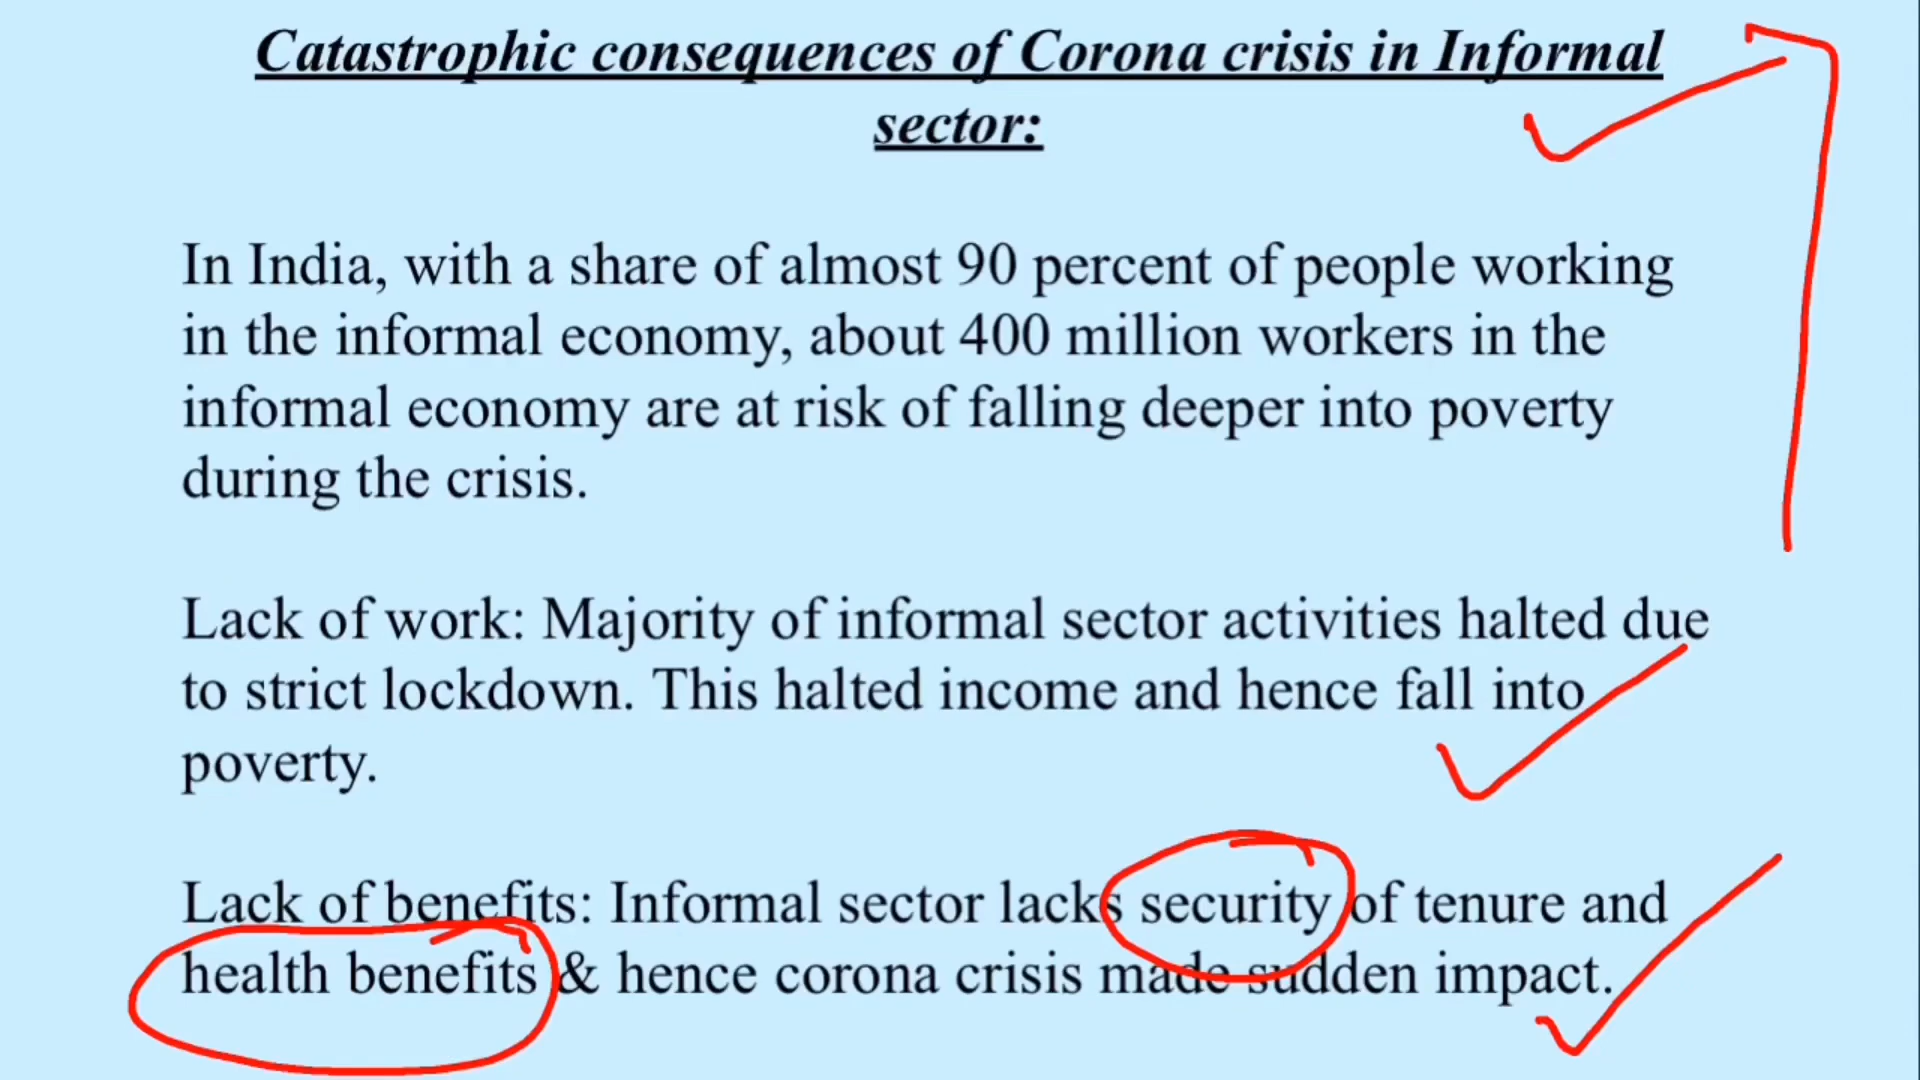 Catastrophic consequences of Corona crisis in Informal
sector:
In India, with a share of almost 90 percent of people working
in the informal economy, about 400 million workers in the
informal economy are at risk of falling deeper into poverty
during the crisis.
Lack of work: Majority of informal sector activities halted due
to strict lockdown. This halted income and hence fall into
poverty.
Lack of benefits: Informal sector lacks security of tenure and
health benefits & hence corona crisis made sudden impact.